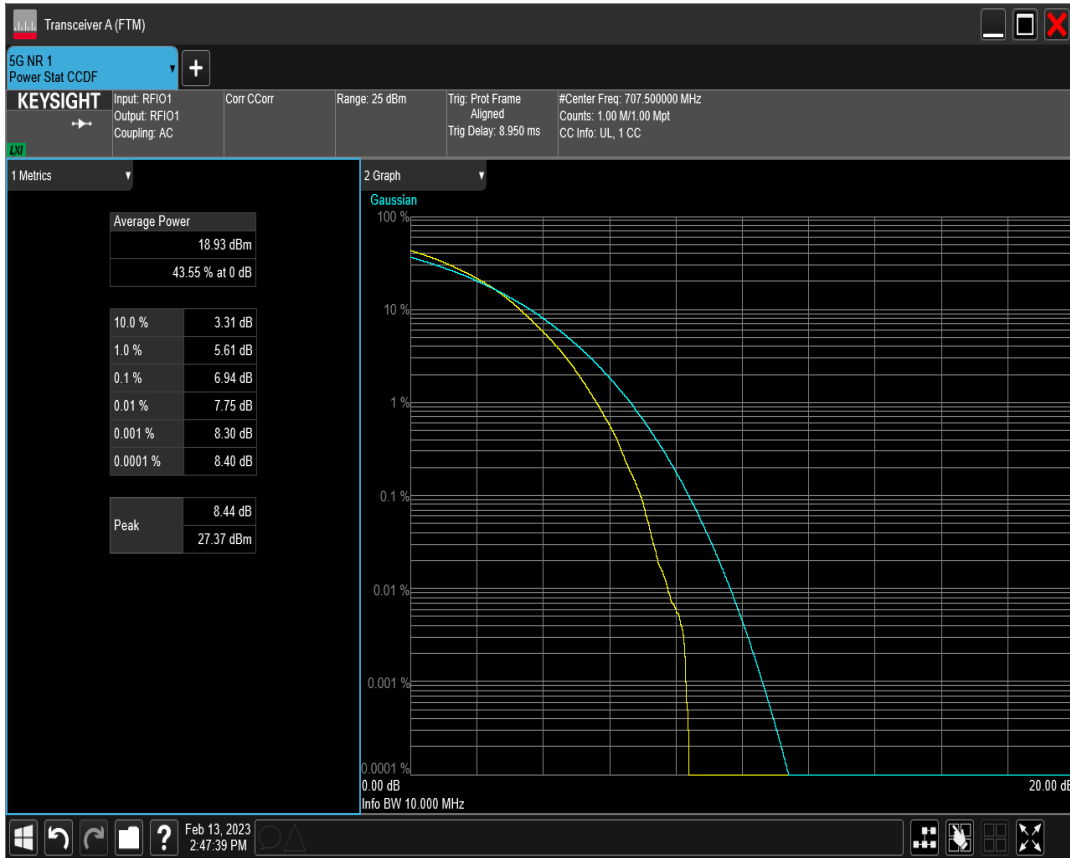 Transceiver A (FTM)
5G NR 1
Power Stat CCDF
+
KEYSIGHT
LXI
Input: RFIO1
Output: RFIO1
Coupling: AC
Corr CCorr
Range: 25 dBm
Trig: Prot Frame
Aligned
Trig Delay: 8.950 ms
#Center Freq: 707.500000 MHz
Counts: 1.00 M/1.00 Mpt
CC Info: UL, 1 CC
1 Metrics
Average Power
18.93 dBm
43.55 % at 0 dB
10.0 % 3.31 dB
1.0 % 5.61 dB
0.1 % 6.94 dB
0.01 % 7.75 dB
0.001 % 8.30 dB
0.0001 % 8.40 dB
Peak
8.44 dB
27.37 dBm
2 Graph
Gaussian
100 %
10 %
1 %
0.1 %
0.01 %
0.001 %
0.0001 %
0.00 dB 20.00 dB
Info BW 10.000 MHz
?
Feb 13, 2023
2:47:39 PM